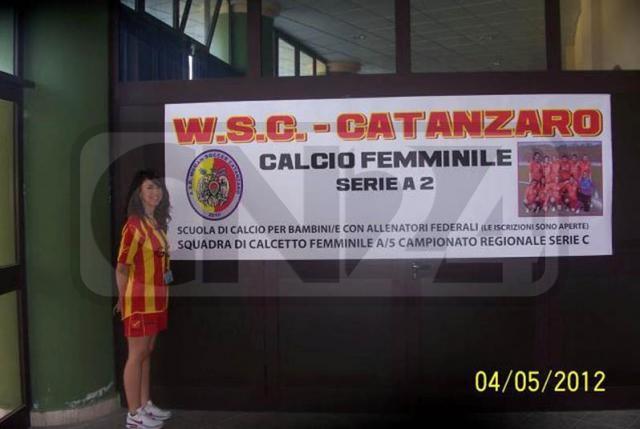 W.S.C. - CATANZARO
CALCIO FEMMINILE
SERIE A 2
SCUOLA DI CALCIO PER BAMBINI/E CON ALLENATORI FEDERALI (LE ISCRIZIONI SONO APERTE)
SQUADRA DI CALCETTO FEMMINILE A/5 CAMPIONATO REGIONALE SERIE C
CN24
04/05/2012